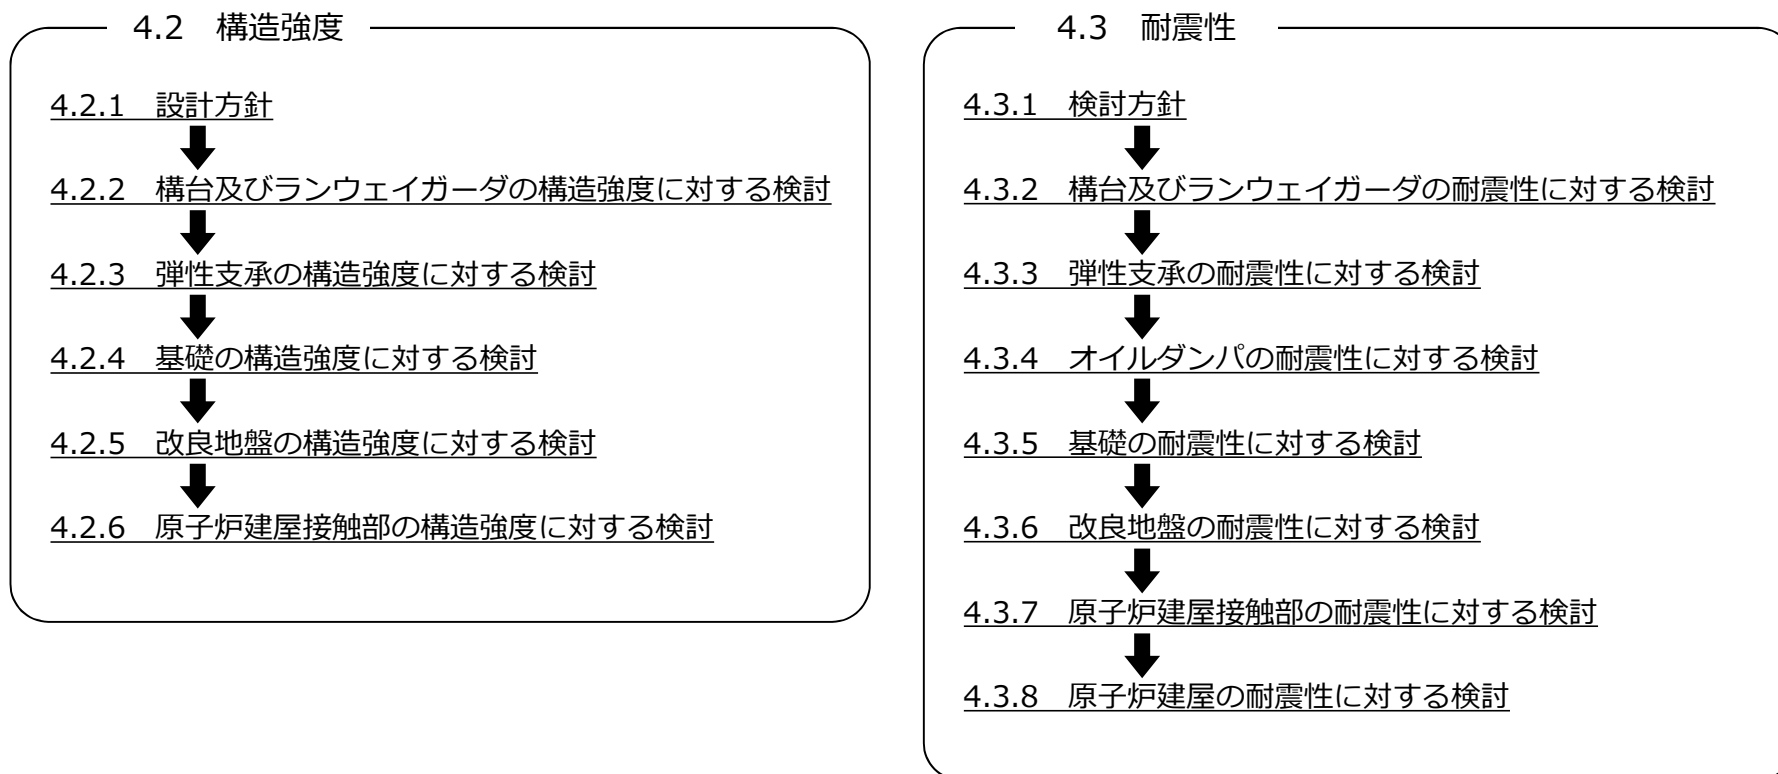 4.2　構造強度
4.2.1　設計方針
4.2.2　構台及びランウェイガーダの構造強度に対する検討
4.2.3　弾性支承の構造強度に対する検討
4.2.4　基礎の構造強度に対する検討
4.2.5　改良地盤の構造強度に対する検討
4.2.6　原子炉建屋接触部の構造強度に対する検討
4.3　耐震性
4.3.1　検討方針
4.3.2　構台及びランウェイガーダの耐震性に対する検討
4.3.3　弾性支承の耐震性に対する検討
4.3.4　オイルダンパの耐震性に対する検討
4.3.5　基礎の耐震性に対する検討
4.3.6　改良地盤の耐震性に対する検討
4.3.7　原子炉建屋接触部の耐震性に対する検討
4.3.8　原子炉建屋の耐震性に対する検討